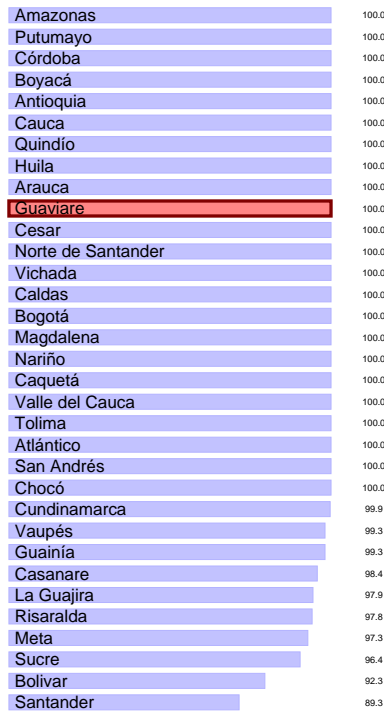 Amazonas 100.0
Putumayo 100.0
Córdoba 100.0
Boyacá 100.0
Antioquia 100.0
Cauca 100.0
Quindío 100.0
Huila 100.0
Arauca 100.0
Guaviare 100.0
Cesar 100.0
Norte de Santander 100.0
Vichada 100.0
Caldas 100.0
Bogotá 100.0
Magdalena 100.0
Nariño 100.0
Caquetá 100.0
Valle del Cauca 100.0
Tolima 100.0
Atlántico 100.0
San Andrés 100.0
Chocó 100.0
Cundinamarca 99.9
Vaupés 99.3
Guainía 99.3
Casanare 98.4
La Guajira 97.9
Risaralda 97.8
Meta 97.3
Sucre 96.4
Bolivar 92.3
Santander 89.3